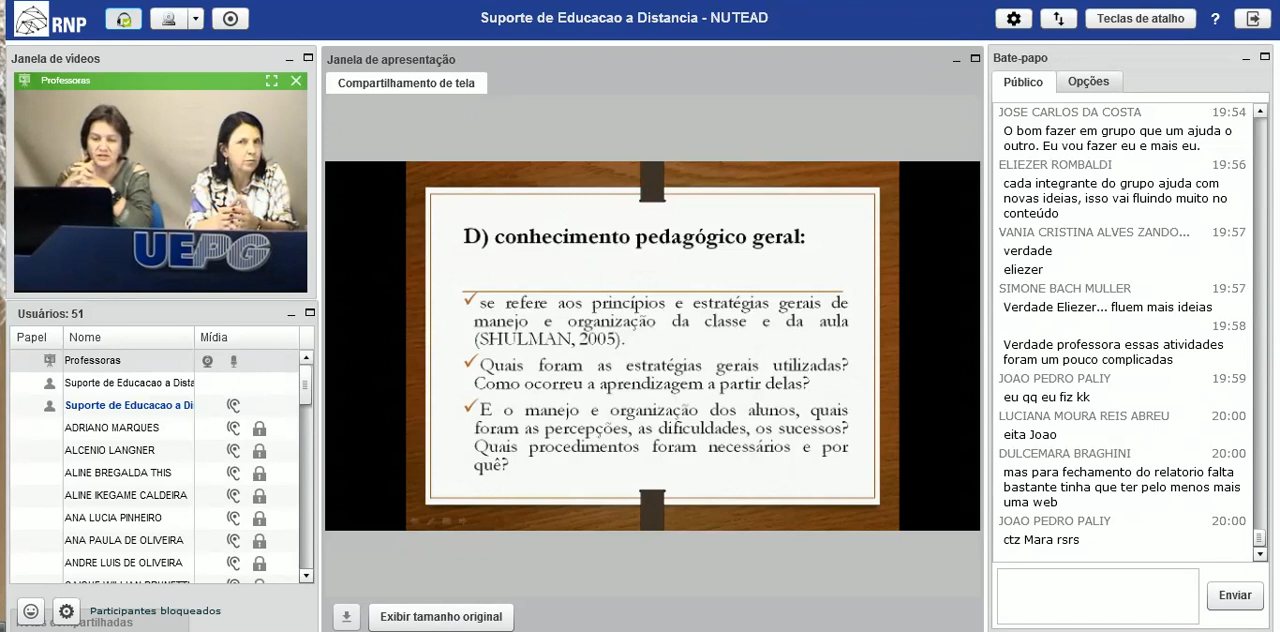 RNP
Suporte de Educacao a Distancia - NUTEAD
Teclas de atalho
?
Janela de vídeos
Professoras
UEPG
Usuários: 51
Papel Nome Mídia
Professoras
Suporte de Educacao a Dista
Suporte de Educacao a Di
ADRIANO MARQUES
ALCENIO LANGNER
ALINE BREGALDA THIS
ALINE IKEGAME CALDEIRA
ANA LUCIA PINHEIRO
ANA PAULA DE OLIVEIRA
ANDRE LUIS DE OLIVEIRA
Participantes bloqueados
Notas compartilhadas
Janela de apresentação
Compartilhamento de tela
D) conhecimento pedagógico geral:
se refere aos princípios e estratégias gerais de
manejo e organização da classe e da aula
(SHULMAN, 2005).
Quais foram as estratégias gerais utilizadas?
Como ocorreu a aprendizagem a partir delas?
E o manejo e organização dos alunos, quais
foram as percepções, as dificuldades, os sucessos?
Quais procedimentos foram necessários e por
quê?
Exibir tamanho original
Bate-papo
Público Opções
JOSE CARLOS DA COSTA 19:54
O bom fazer em grupo que um ajuda o
outro. Eu vou fazer eu e mais eu.
ELIEZER ROMBALDI 19:56
cada integrante do grupo ajuda com
novas ideias, isso vai fluindo muito no
conteúdo
VANIA CRISTINA ALVES ZANDO... 19:57
verdade
eliezer
SIMONE BACH MULLER 19:57
Verdade Eliezer... fluem mais ideias
19:58
Verdade professora essas atividades
foram um pouco complicadas
JOAO PEDRO PALIY 19:59
eu qq eu fiz kk
LUCIANA MOURA REIS ABREU 20:00
eita Joao
DULCEMARA BRAGHINI 20:00
mas para fechamento do relatorio falta
bastante tinha que ter pelo menos mais
uma web
JOAO PEDRO PALIY 20:00
ctz Mara rsrs
Enviar